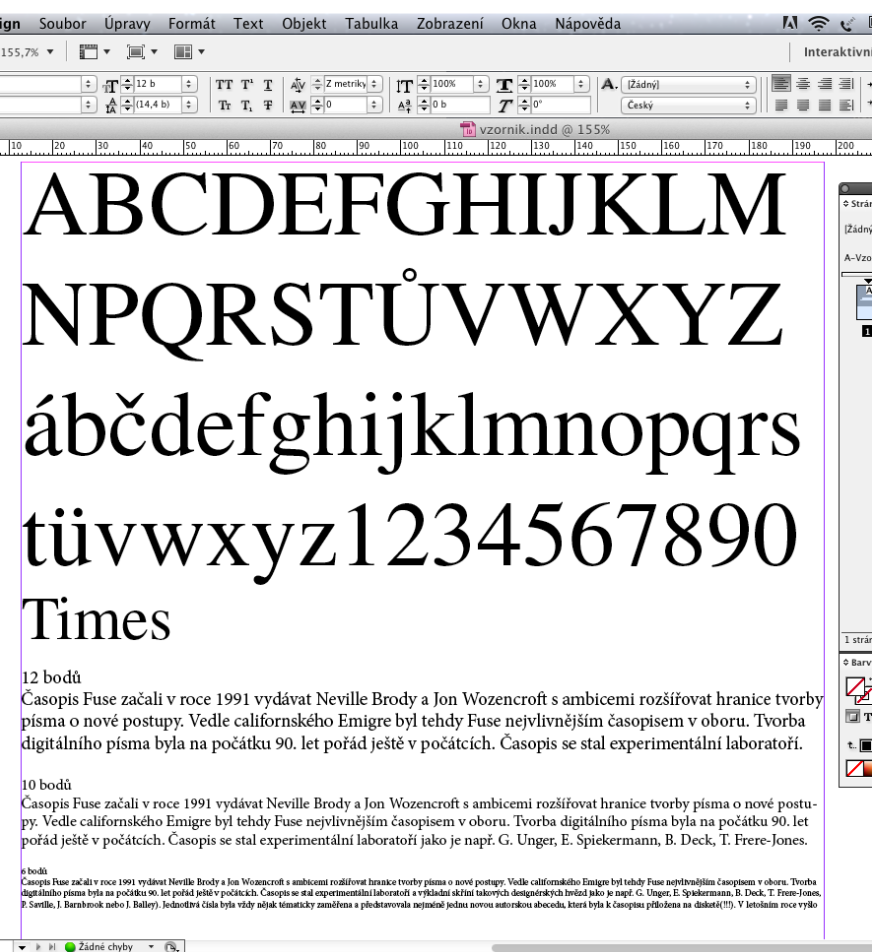 ign Soubor Úpravy Formát Text Objekt Tabulka Zobrazení Okna Nápověda
155,7%
Interaktivní
12 b TT T¹ T AV Z metriky 100% 100% A. [Žádný]
(14,4 b) Tr T, T AV 0 0 b 0° Český
vzornik.indd @ 155%
10 20 30 40 50 60 70 80 90 100 110 120 130 140 150 160 170 180 190 200
ABCDEFGHIJKLM
NPQRSTŮVWXYZ
ábčdefghijklmnopqrs
tüvwxyz1234567890
Times
12 bodů
Časopis Fuse začali v roce 1991 vydávat Neville Brody a Jon Wozencroft s ambicemi rozšířovat hranice tvorby
písma o nové postupy. Vedle californského Emigre byl tehdy Fuse nejvlivnějším časopisem v oboru. Tvorba
digitálního písma byla na počátku 90. let pořád ještě v počátcích. Časopis se stal experimentální laboratoří.
10 bodů
Časopis Fuse začali v roce 1991 vydávat Neville Brody a Jon Wozencroft s ambicemi rozšířovat hranice tvorby písma o nové postu-
py. Vedle californského Emigre byl tehdy Fuse nejvlivnějším časopisem v oboru. Tvorba digitálního písma byla na počátku 90. let
pořád ještě v počátcích. Časopis se stal experimentální laboratoří jako je např. G. Unger, E. Spiekermann, B. Deck, T. Frere-Jones.
6 bodů
Časopis Fuse začali v roce 1991 vydávat Neville Brody a Jon Wozencroft s ambicemi rozšířovat hranice tvorby písma o nové postupy. Vedle californského Emigre byl tehdy Fuse nejvlivnějším časopisem v oboru. Tvorba
digitálního písma byla na počátku 90. let pořád ještě v počátcích. Časopis se stal experimentální laboratoří a výkladní skříní takových designérských hvězd jako je např. G. Unger, E. Spiekermann, B. Deck, T. Frere-Jones,
P. Saville, J. Barnbrook nebo J. Balley). Jednotlivá čísla byla vždy nějak tématicky zaměřena a představovala nejméně jednu novou autorskou abecedu, která byla k časopisu přiložena na disketě(!!!). V letošním roce vyšlo
Strán
[Žádný
A-Vzo
A
1
1 strán
Barv
T
t.
Žádné chyby